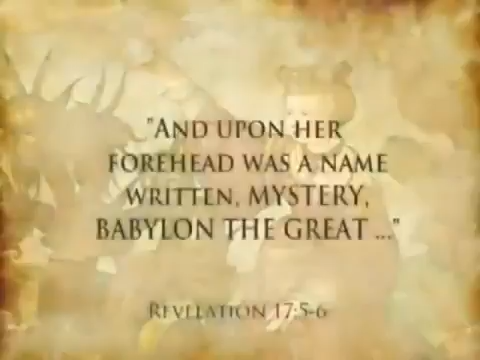 "AND UPON HER
FOREHEAD WAS A NAME
WRITTEN, MYSTERY,
BABYLON THE GREAT ..."
REVELATION 17:5-6